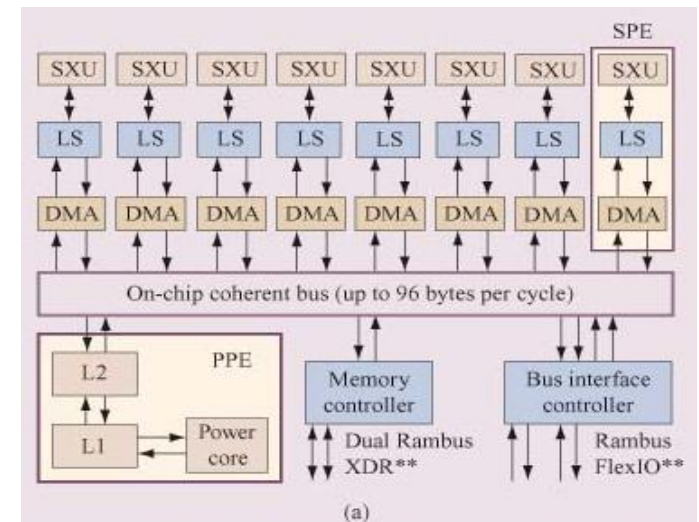 SPE
SXU SXU SXU SXU SXU SXU SXU SXU
LS LS LS LS LS LS LS LS
DMA DMA DMA DMA DMA DMA DMA DMA
On-chip coherent bus (up to 96 bytes per cycle)
PPE
L2
L1
Power
core
Memory
controller
Dual Rambus
XDR**
Bus interface
controller
Rambus
FlexIO**
(a)